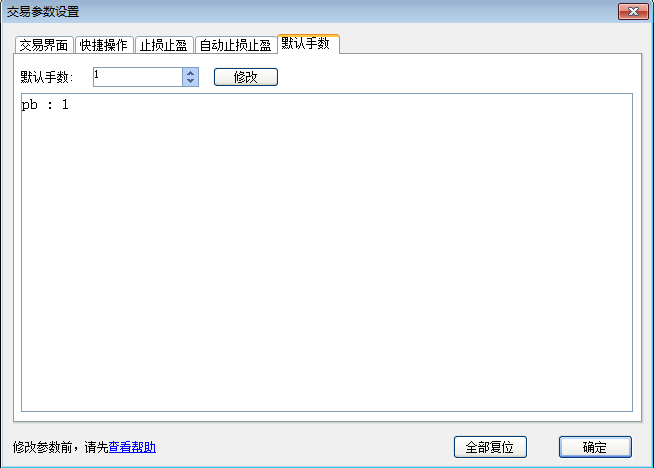 交易参数设置
交易界面 快捷操作 止损止盈 自动止损止盈 默认手数
默认手数: 1 修改
pb : 1
修改参数前，请先查看帮助 全部复位 确定